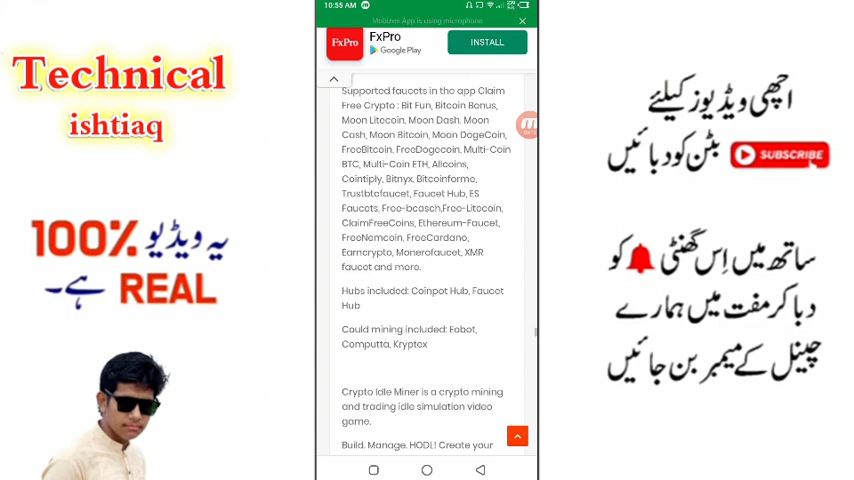 Technical
ishtiaq
یہ ویڈیو 100%
REAL ہے۔
10:55 AM
Mobizen App is using microphone
FxPro
FxPro
Google Play
INSTALL
Supported faucets in the app Claim
Free Crypto : Bit Fun, Bitcoin Bonus,
Moon Litecoin, Moon Dash, Moon
Cash, Moon Bitcoin, Moon DogeCoin,
FreeBitcoin, FreeDogecoin, Multi-Coin
BTC, Multi-Coin ETH, Allcoins,
Cointiply, Bitnyx, Bitcoinforme,
Trustbtcfaucet, Faucet Hub, ES
Faucets, Free-bcash,Free-Litecoin,
ClaimFreeCoins, Ethereum-Faucet,
FreeNemcoin, FreeCardano,
Earncrypto, Monerofaucet, XMR
faucet and more.
Hubs included: Coinpot Hub, Faucet
Hub
Could mining included: Eobot,
Computta, Kryptex
Crypto Idle Miner is a crypto mining
and trading idle simulation video
game.
Build. Manage. HODL! Create your
اچھی ویڈیوز کیلئے
بٹن کو دبائیں SUBSCRIBE
ساتھ میں اِس گھنٹی کو
دبا کر مفت میں ہمارے
چینل کے میمبر بن جائیں